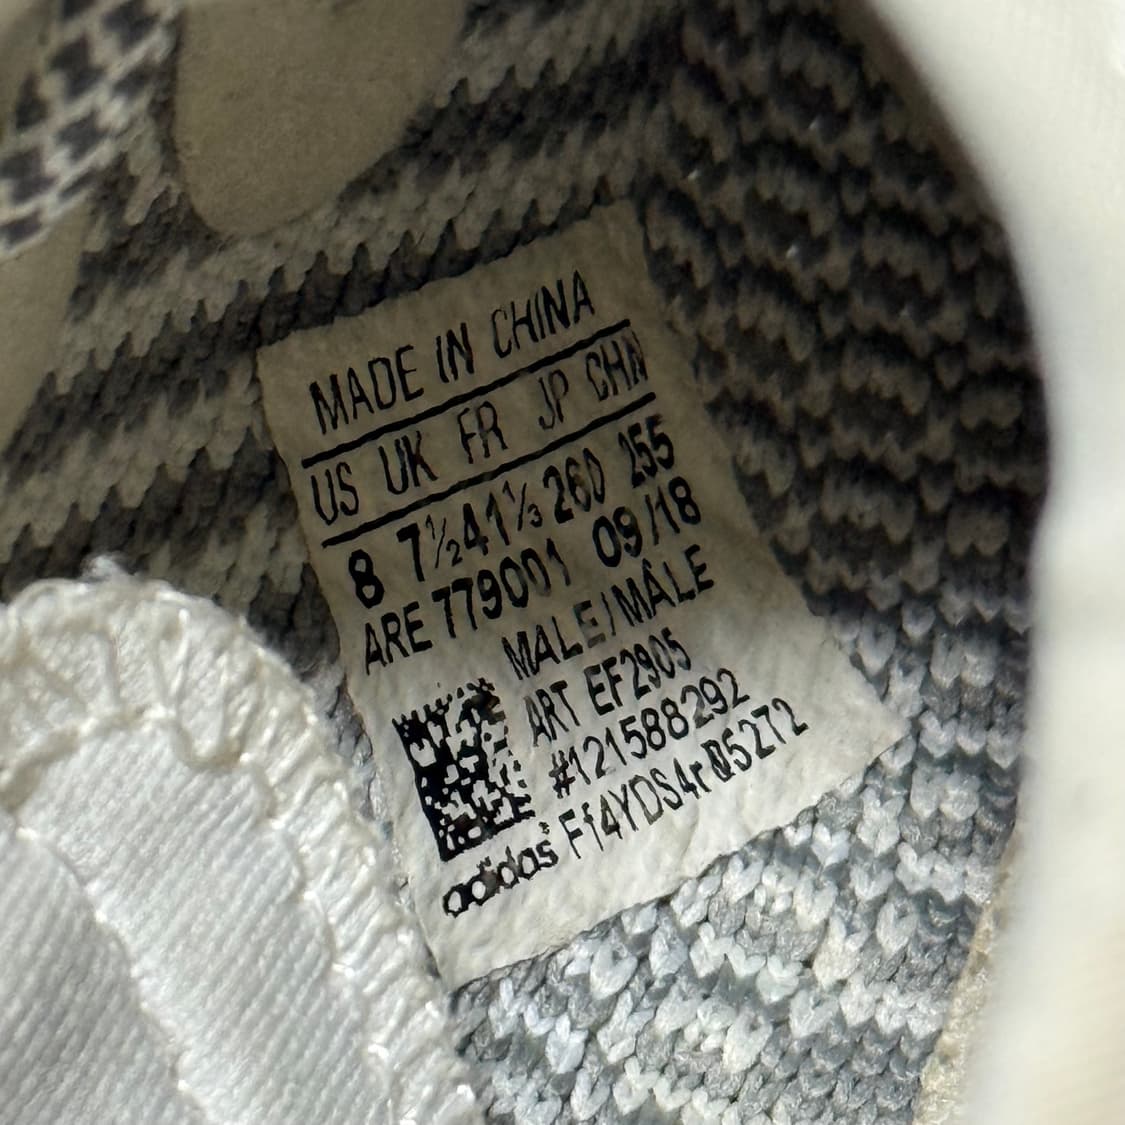 MADE IN CHINA
US UK FR JP CHN
8 7½ 41⅓ 260 255
ARE 779001 09/18
MALE/MÂLE
ART EF2905
#121588292
adidas Ff4YDS4rØ5272